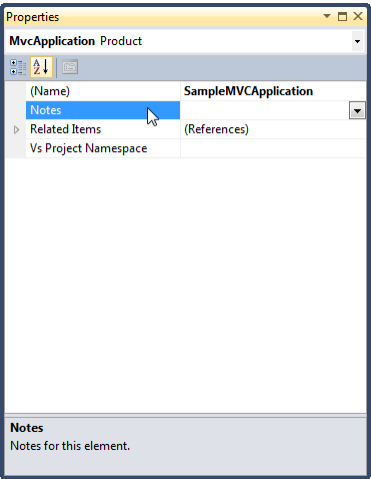 Properties
MvcApplication Product
(Name) SampleMVCApplication
Notes
Related Items (References)
Vs Project Namespace
Notes
Notes for this element.